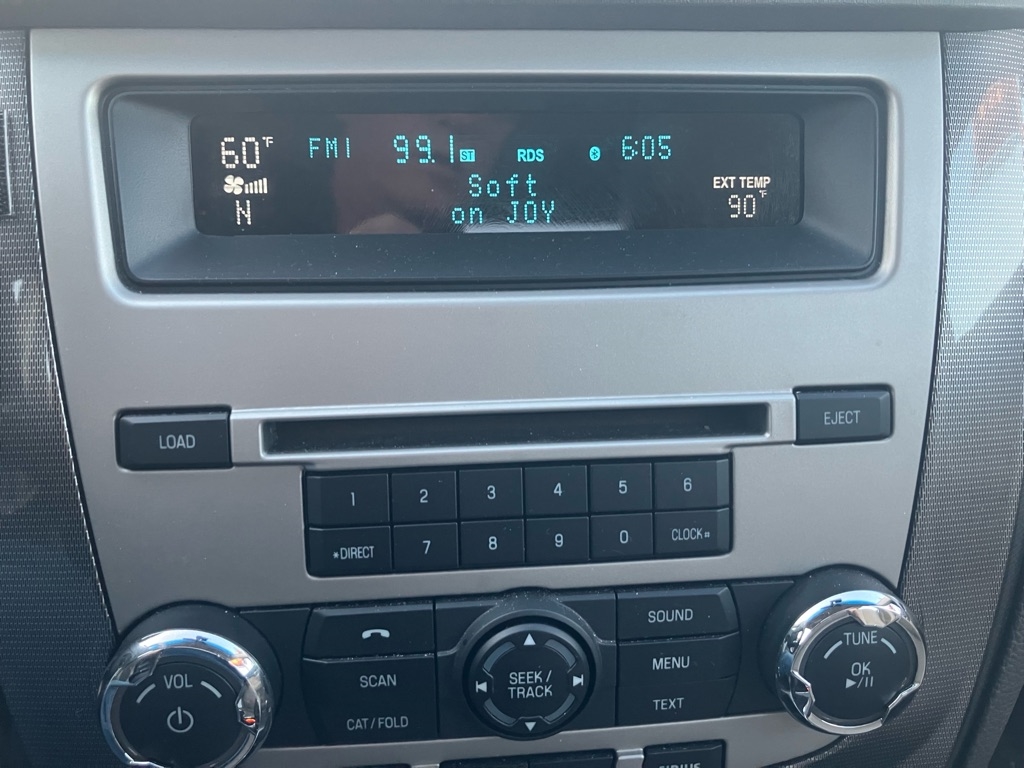 60°F FM1 99.1 ST RDS 6:05
Soft
on JOY
N
EXT TEMP
90°F
LOAD
EJECT
1 2 3 4 5 6
*DIRECT 7 8 9 0 CLOCK#
VOL
SCAN
CAT/FOLD
SEEK/
TRACK
SOUND
MENU
TEXT
TUNE
OK
SIRIUS